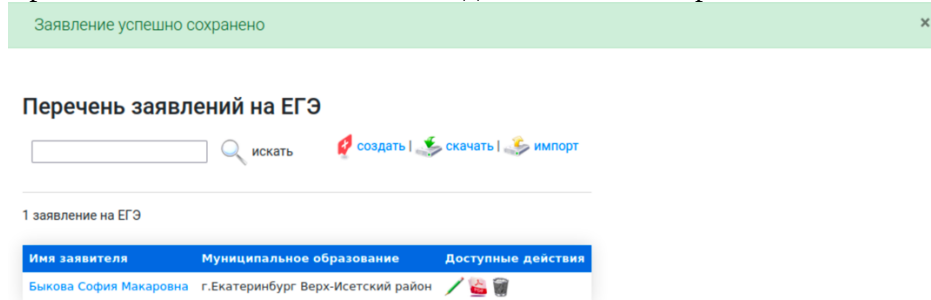 Заявление успешно сохранено ×
Перечень заявлений на ЕГЭ
искать создать | скачать | импорт
1 заявление на ЕГЭ
Имя заявителя Муниципальное образование Доступные действия
Быкова София Макаровна г.Екатеринбург Верх-Исетский район